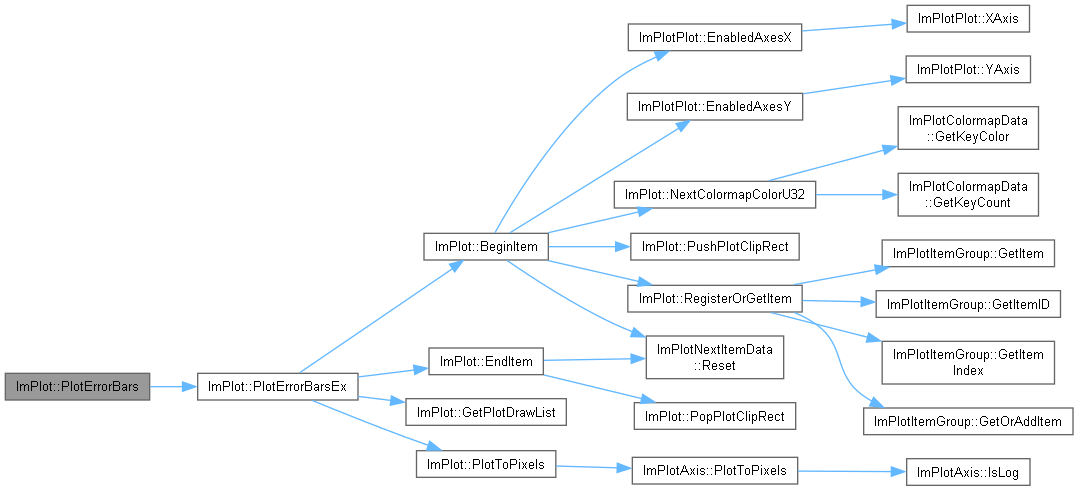 ImPlot::PlotErrorBars
ImPlot::PlotErrorBarsEx
ImPlot::BeginItem
ImPlot::EndItem
ImPlot::GetPlotDrawList
ImPlot::PlotToPixels
ImPlotPlot::EnabledAxesX
ImPlotPlot::EnabledAxesY
ImPlot::NextColormapColorU32
ImPlot::PushPlotClipRect
ImPlot::RegisterOrGetItem
ImPlotNextItemData
::Reset
ImPlot::PopPlotClipRect
ImPlotAxis::PlotToPixels
ImPlotPlot::XAxis
ImPlotPlot::YAxis
ImPlotColormapData
::GetKeyColor
ImPlotColormapData
::GetKeyCount
ImPlotItemGroup::GetItem
ImPlotItemGroup::GetItemID
ImPlotItemGroup::GetItem
Index
ImPlotItemGroup::GetOrAddItem
ImPlotAxis::IsLog